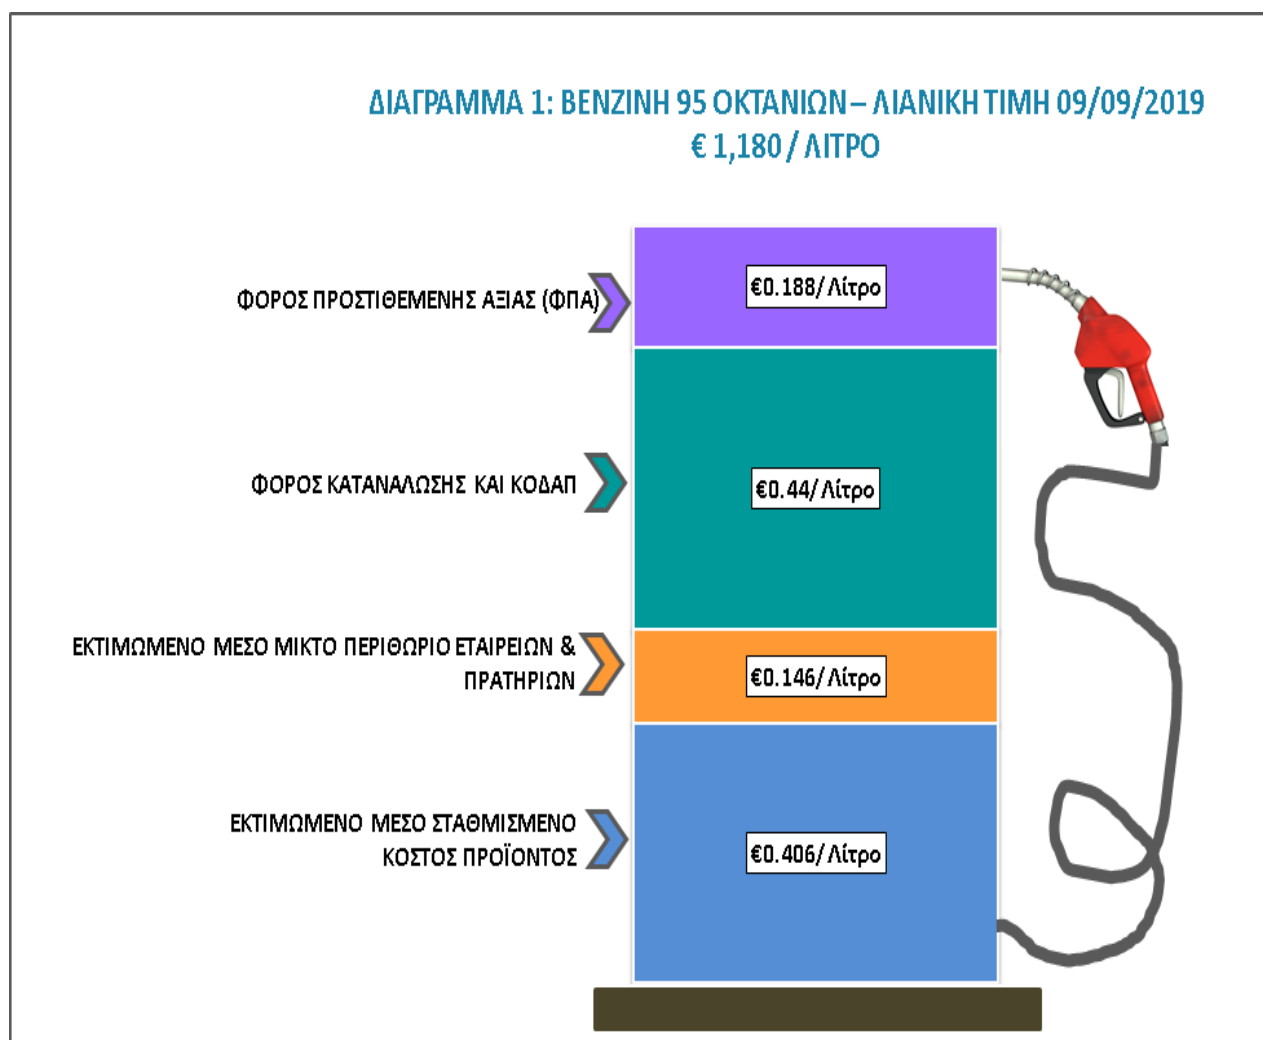 ΔΙΑΓΡΑΜΜΑ 1: ΒΕΝΖΙΝΗ 95 ΟΚΤΑΝΙΩΝ – ΛΙΑΝΙΚΗ ΤΙΜΗ 09/09/2019
€ 1,180 / ΛΙΤΡΟ
ΦΟΡΟΣ ΠΡΟΣΤΙΘΕΜΕΝΗΣ ΑΞΙΑΣ (ΦΠΑ)
€0.188/Λίτρο
ΦΟΡΟΣ ΚΑΤΑΝΑΛΩΣΗΣ ΚΑΙ ΚΟΔΑΠ
€0.44/Λίτρο
ΕΚΤΙΜΩΜΕΝΟ ΜΕΣΟ ΜΙΚΤΟ ΠΕΡΙΘΩΡΙΟ ΕΤΑΙΡΕΙΩΝ &
ΠΡΑΤΗΡΙΩΝ
€0.146/Λίτρο
ΕΚΤΙΜΩΜΕΝΟ ΜΕΣΟ ΣΤΑΘΜΙΣΜΕΝΟ
ΚΟΣΤΟΣ ΠΡΟΪΟΝΤΟΣ
€0.406/Λίτρο